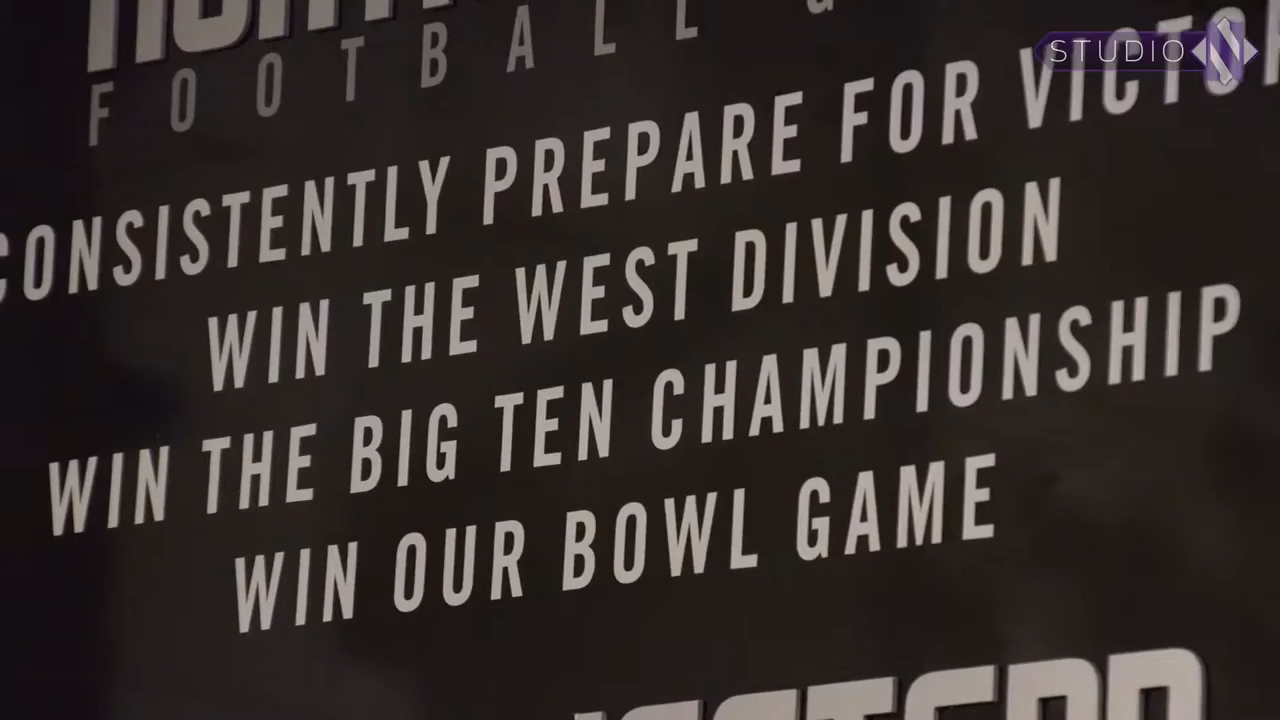 STUDIO N
FOOTBALL
CONSISTENTLY PREPARE FOR
WIN THE WEST DIVISION
WIN THE BIG TEN CHAMPIONSHIP
WIN OUR BOWL GAME